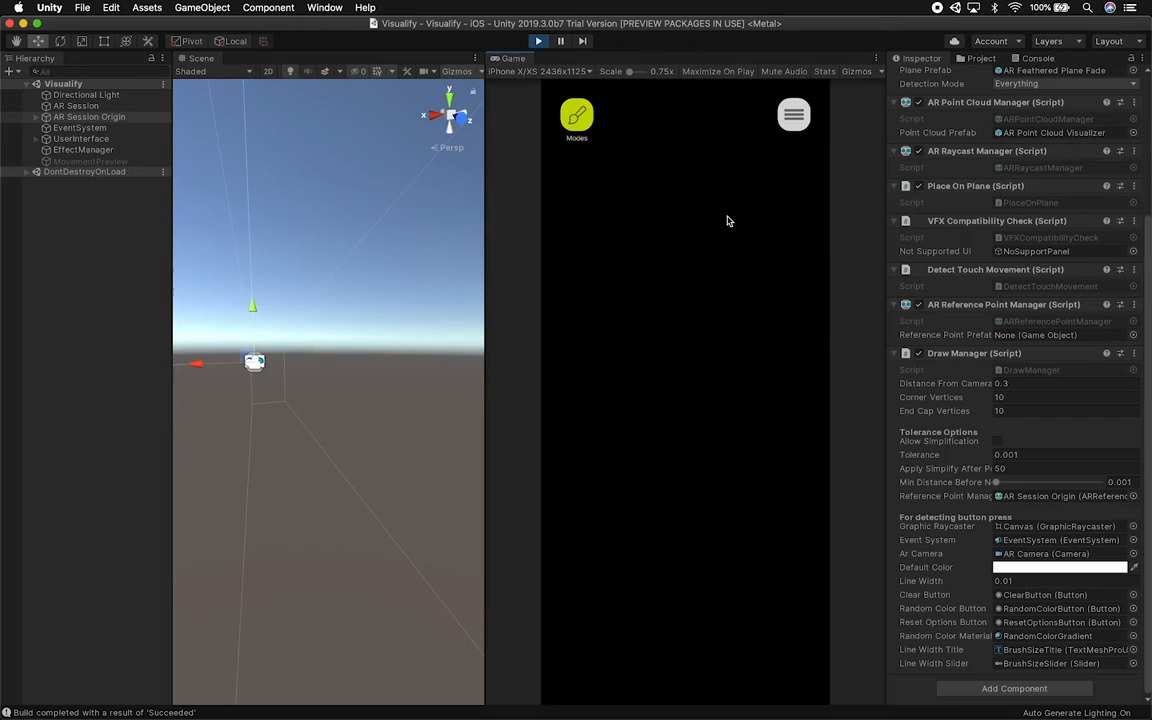 Unity File Edit Assets GameObject Component Window Help 100%
Visualify - Visualify - iOS - Unity 2019.3.0b7 Trial Version [PREVIEW PACKAGES IN USE] <Metal>
Pivot Local Account Layers Layout
Hierarchy Scene Game Inspector Project Console
All Shaded 2D 0 Gizmos iPhone X/XS 2436x1125 Scale 0.75x Maximize On Play Mute Audio Stats Gizmos
Visualify
Directional Light
AR Session
AR Session Origin
EventSystem
UserInterface
EffectManager
MovementPreview
DontDestroyOnLoad
y
x
z
Persp
Modes
Plane Prefab AR Feathered Plane Fade
Detection Mode Everything
AR Point Cloud Manager (Script)
Script ARPointCloudManager
Point Cloud Prefab AR Point Cloud Visualizer
AR Raycast Manager (Script)
Script ARRaycastManager
Place On Plane (Script)
Script PlaceOnPlane
VFX Compatibility Check (Script)
Script VFXCompatibilityCheck
Not Supported UI NoSupportPanel
Detect Touch Movement (Script)
Script DetectTouchMovement
AR Reference Point Manager (Script)
Script ARReferencePointManager
Reference Point Prefab None (Game Object)
Draw Manager (Script)
Script DrawManager
Distance From Camera 0.3
Corner Vertices 10
End Cap Vertices 10
Tolerance Options
Allow Simplification
Tolerance 0.001
Apply Simplify After P 50
Min Distance Before N 0.001
Reference Point Manag AR Session Origin (ARReferenc
For detecting button press
Graphic Raycaster Canvas (GraphicRaycaster)
Event System EventSystem (EventSystem)
Ar Camera AR Camera (Camera)
Default Color
Line Width 0.01
Clear Button ClearButton (Button)
Random Color Button RandomColorButton (Button)
Reset Options Button ResetOptionsButton (Button)
Random Color Material RandomColorGradient
Line Width Title BrushSizeTitle (TextMeshProU
Line Width Slider BrushSizeSlider (Slider)
Add Component
Build completed with a result of 'Succeeded' Auto Generate Lighting On